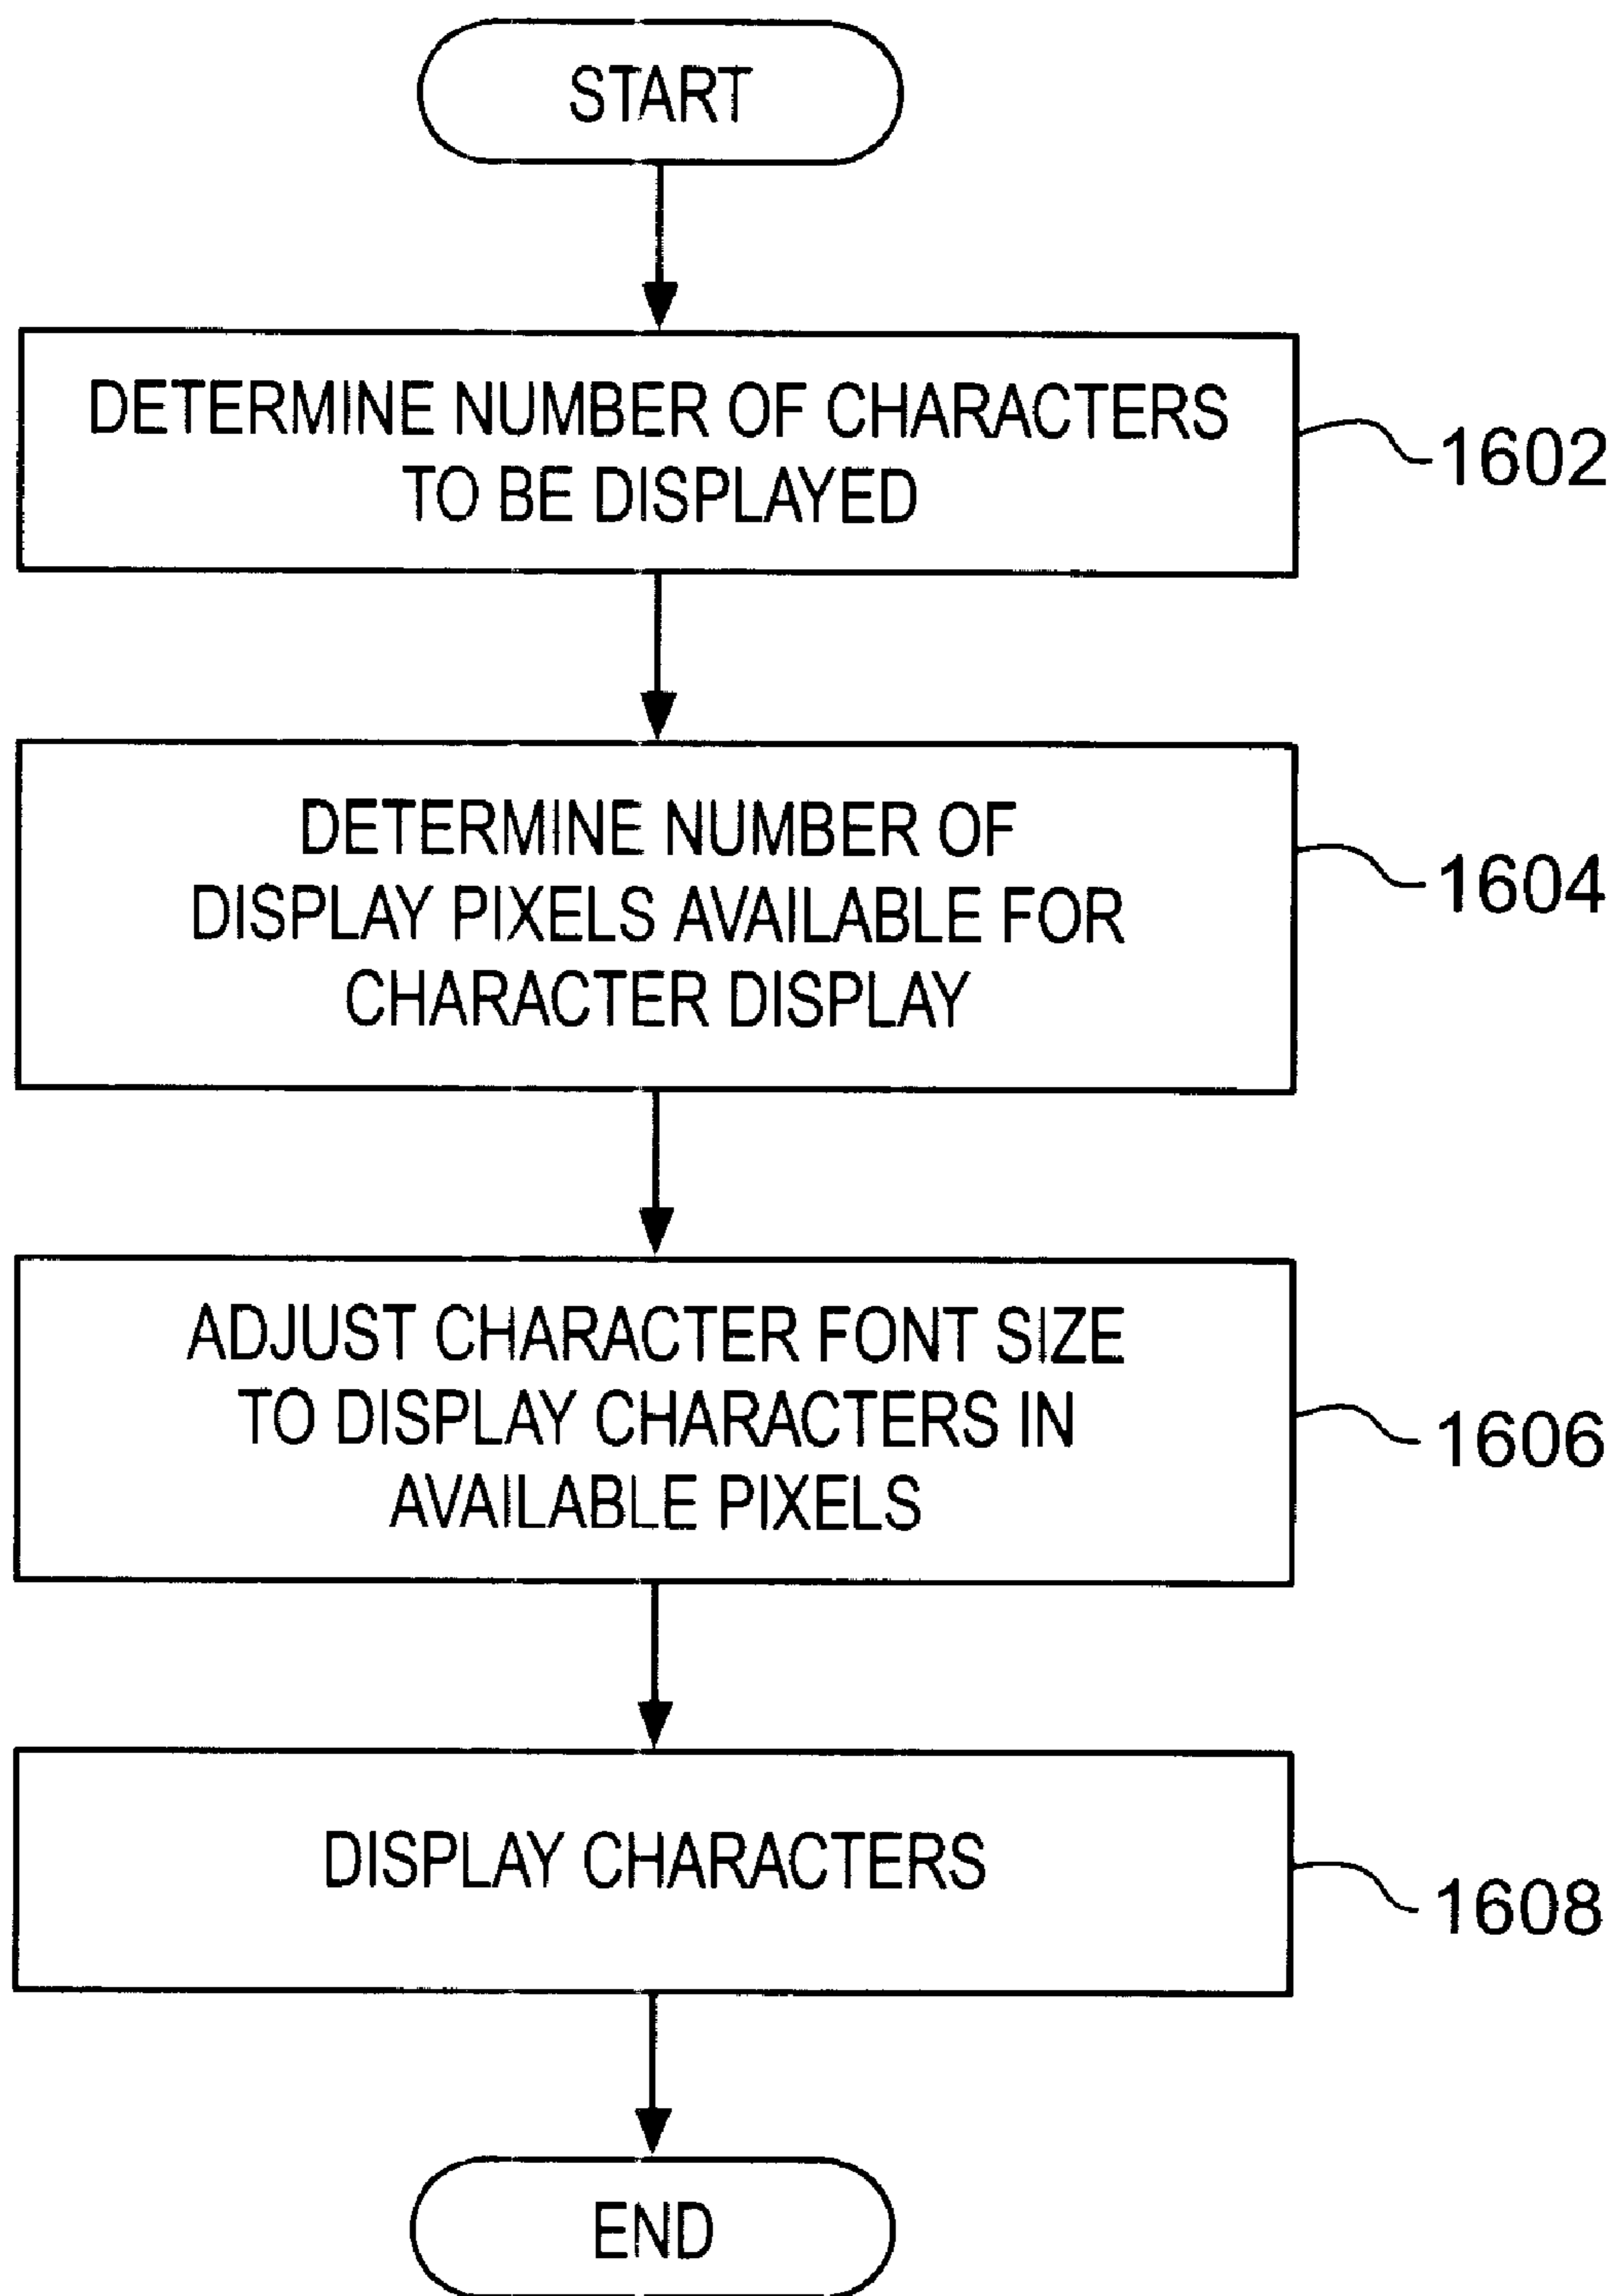 START
DETERMINE NUMBER OF CHARACTERS
TO BE DISPLAYED
1602
DETERMINE NUMBER OF
DISPLAY PIXELS AVAILABLE FOR
CHARACTER DISPLAY
1604
ADJUST CHARACTER FONT SIZE
TO DISPLAY CHARACTERS IN
AVAILABLE PIXELS
1606
DISPLAY CHARACTERS
1608
END